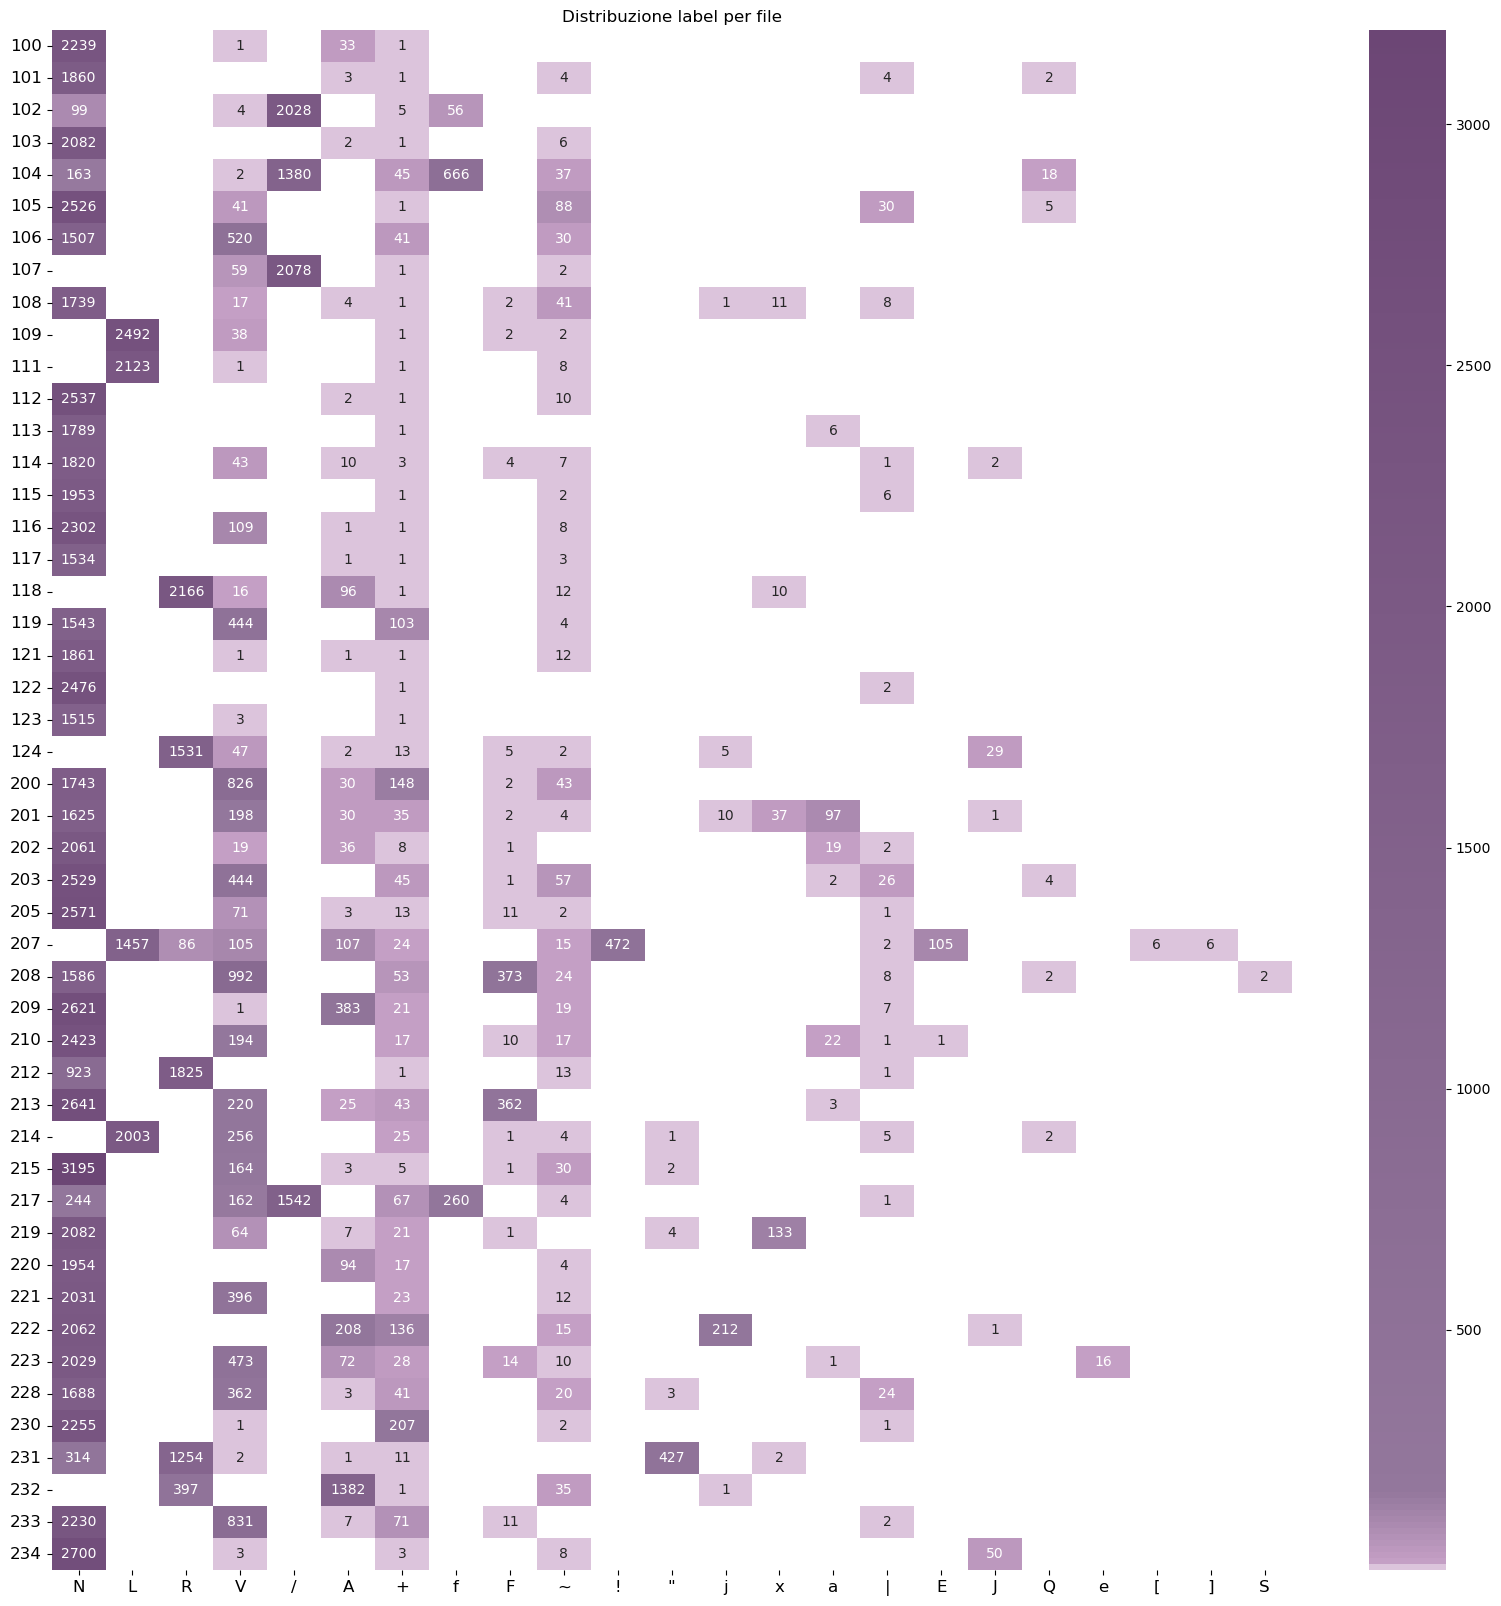 Distribuzione label per file
100 2239 1 33 1
101 1860 3 1 4 4 2
102 99 4 2028 5 56
103 2082 2 1 6
104 163 2 1380 45 666 37 18
105 2526 41 1 88 30 5
106 1507 520 41 30
107 59 2078 1 2
108 1739 17 4 1 2 41 1 11 8
109 2492 38 1 2 2
111 2123 1 1 8
112 2537 2 1 10
113 1789 1 6
114 1820 43 10 3 4 7 1 2
115 1953 1 2 6
116 2302 109 1 1 8
117 1534 1 1 3
118 2166 16 96 1 12 10
119 1543 444 103 4
121 1861 1 1 1 12
122 2476 1 2
123 1515 3 1
124 1531 47 2 13 5 2 5 29
200 1743 826 30 148 2 43
201 1625 198 30 35 2 4 10 37 97 1
202 2061 19 36 8 1 19 2
203 2529 444 45 1 57 2 26 4
205 2571 71 3 13 11 2 1
207 1457 86 105 107 24 15 472 2 105 6 6
208 1586 992 53 373 24 8 2 2
209 2621 1 383 21 19 7
210 2423 194 17 10 17 22 1 1
212 923 1825 1 13 1
213 2641 220 25 43 362 3
214 2003 256 25 1 4 1 5 2
215 3195 164 3 5 1 30 2
217 244 162 1542 67 260 4 1
219 2082 64 7 21 1 4 133
220 1954 94 17 4
221 2031 396 23 12
222 2062 208 136 15 212 1
223 2029 473 72 28 14 10 1 16
228 1688 362 3 41 20 3 24
230 2255 1 207 2 1
231 314 1254 2 1 11 427 2
232 397 1382 1 35 1
233 2230 831 7 71 11 2
234 2700 3 3 8 50
N L R V / A + f F ~ ! " j x a | E J Q e [ ] S
3000
2500
2000
1500
1000
500